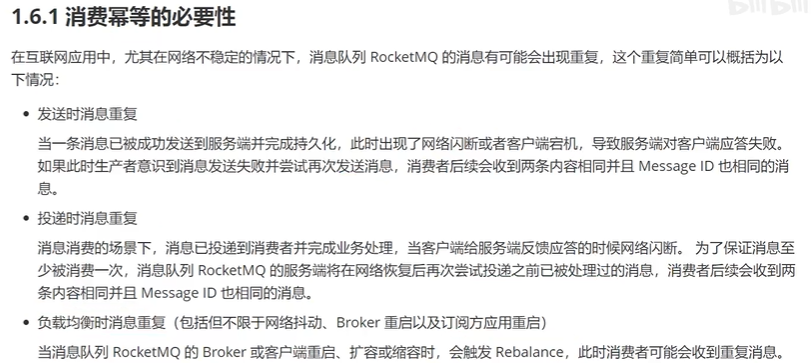 1.6.1 消费幂等的必要性
在互联网应用中，尤其在网络不稳定的情况下，消息队列 RocketMQ 的消息有可能会出现重复，这个重复简单可以概括为以
下情况：
• 发送时消息重复
当一条消息已被成功发送到服务端并完成持久化，此时出现了网络闪断或者客户端宕机，导致服务端对客户端应答失败。
如果此时生产者意识到消息发送失败并尝试再次发送消息，消费者后续会收到两条内容相同并且 Message ID 也相同的消
息。
• 投递时消息重复
消息消费的场景下，消息已投递到消费者并完成业务处理，当客户端给服务端反馈应答的时候网络闪断。 为了保证消息至
少被消费一次，消息队列 RocketMQ 的服务端将在网络恢复后再次尝试投递之前已被处理过的消息，消费者后续会收到两
条内容相同并且 Message ID 也相同的消息。
• 负载均衡时消息重复（包括但不限于网络抖动、Broker 重启以及订阅方应用重启）
当消息队列 RocketMQ 的 Broker 或客户端重启、扩容或缩容时，会触发 Rebalance，此时消费者可能会收到重复消息。